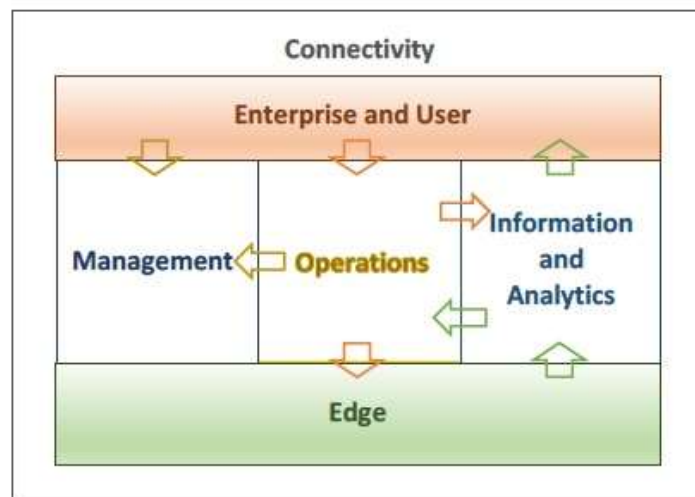 Connectivity
Enterprise and User
Management
Operations
Information
and
Analytics
Edge